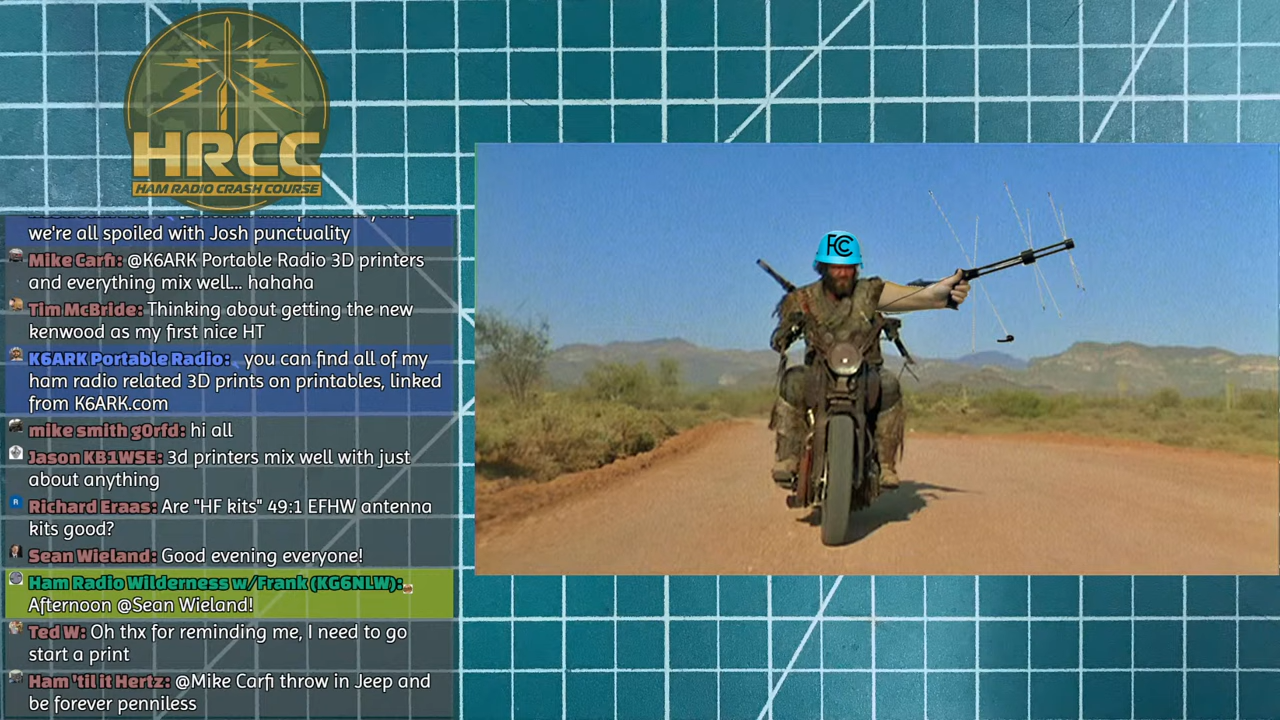 HRCC
HAM RADIO CRASH COURSE
we're all spoiled with Josh punctuality
Mike Carfi: @K6ARK Portable Radio 3D printers
and everything mix well... hahaha
Tim McBride: Thinking about getting the new
kenwood as my first nice HT
K6ARK Portable Radio: you can find all of my
ham radio related 3D prints on printables, linked
from K6ARK.com
mike smith g0rfd: hi all
Jason KB1WSE: 3d printers mix well with just
about anything
Richard Eraas: Are "HF kits" 49:1 EFHW antenna
kits good?
Sean Wieland: Good evening everyone!
Ham Radio Wilderness w/Frank (KG6NLW):
Afternoon @Sean Wieland!
Ted W: Oh thx for reminding me, I need to go
start a print
Ham 'til it Hertz: @Mike Carfi throw in Jeep and
be forever penniless
FC
R